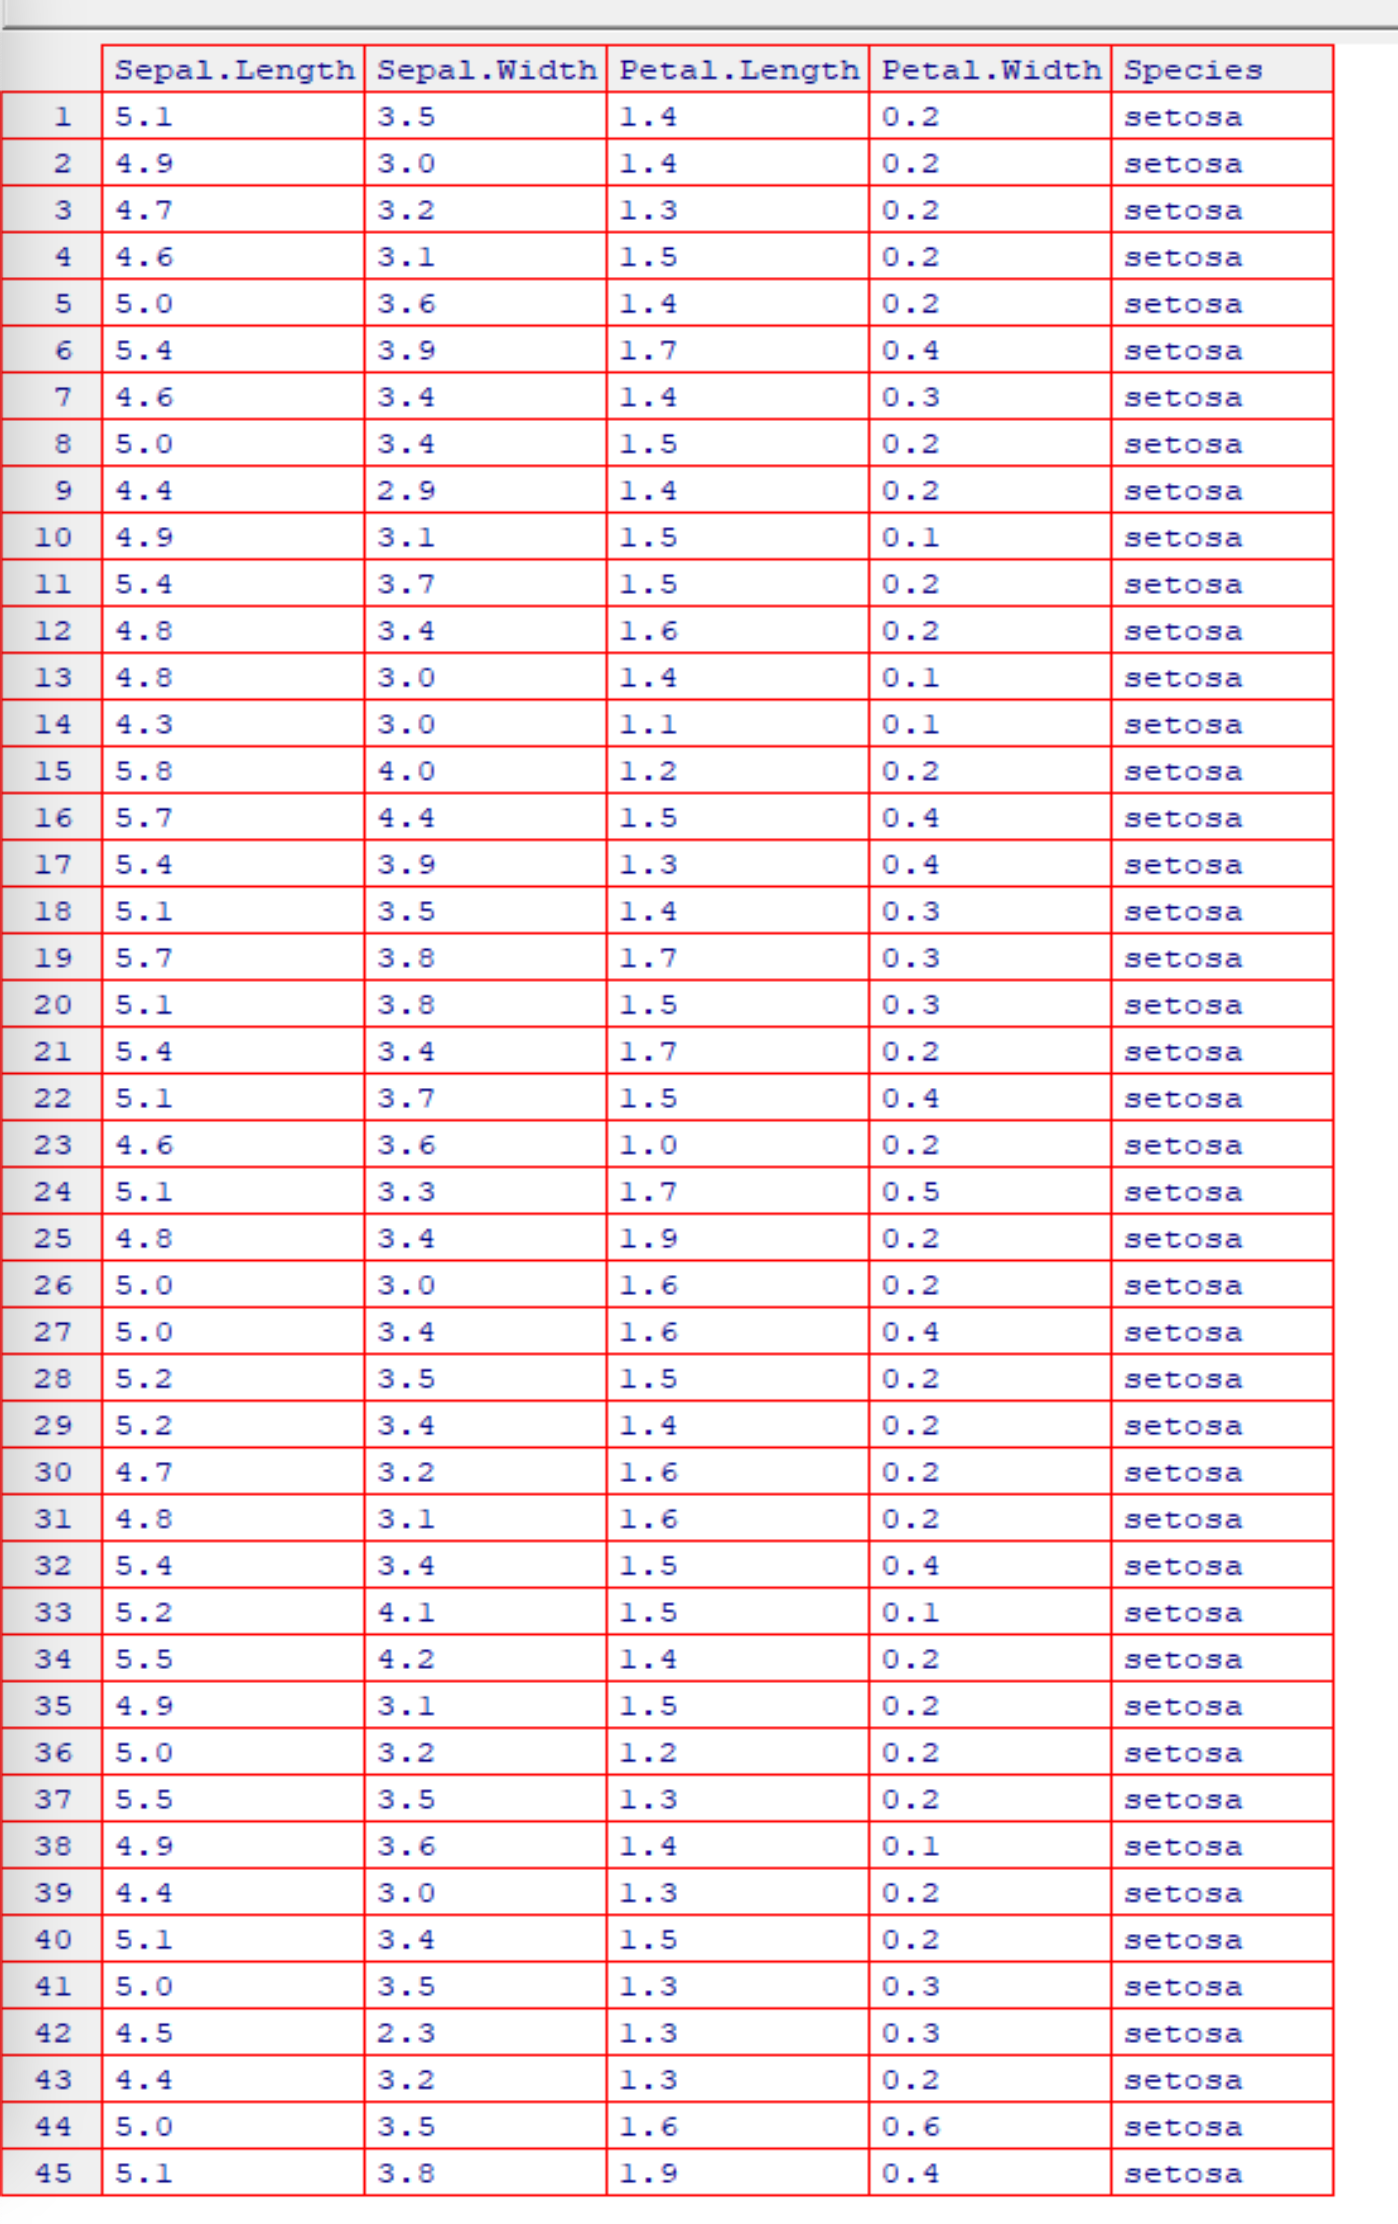 Sepal.Length Sepal.Width Petal.Length Petal.Width Species
1 5.1 3.5 1.4 0.2 setosa
2 4.9 3.0 1.4 0.2 setosa
3 4.7 3.2 1.3 0.2 setosa
4 4.6 3.1 1.5 0.2 setosa
5 5.0 3.6 1.4 0.2 setosa
6 5.4 3.9 1.7 0.4 setosa
7 4.6 3.4 1.4 0.3 setosa
8 5.0 3.4 1.5 0.2 setosa
9 4.4 2.9 1.4 0.2 setosa
10 4.9 3.1 1.5 0.1 setosa
11 5.4 3.7 1.5 0.2 setosa
12 4.8 3.4 1.6 0.2 setosa
13 4.8 3.0 1.4 0.1 setosa
14 4.3 3.0 1.1 0.1 setosa
15 5.8 4.0 1.2 0.2 setosa
16 5.7 4.4 1.5 0.4 setosa
17 5.4 3.9 1.3 0.4 setosa
18 5.1 3.5 1.4 0.3 setosa
19 5.7 3.8 1.7 0.3 setosa
20 5.1 3.8 1.5 0.3 setosa
21 5.4 3.4 1.7 0.2 setosa
22 5.1 3.7 1.5 0.4 setosa
23 4.6 3.6 1.0 0.2 setosa
24 5.1 3.3 1.7 0.5 setosa
25 4.8 3.4 1.9 0.2 setosa
26 5.0 3.0 1.6 0.2 setosa
27 5.0 3.4 1.6 0.4 setosa
28 5.2 3.5 1.5 0.2 setosa
29 5.2 3.4 1.4 0.2 setosa
30 4.7 3.2 1.6 0.2 setosa
31 4.8 3.1 1.6 0.2 setosa
32 5.4 3.4 1.5 0.4 setosa
33 5.2 4.1 1.5 0.1 setosa
34 5.5 4.2 1.4 0.2 setosa
35 4.9 3.1 1.5 0.2 setosa
36 5.0 3.2 1.2 0.2 setosa
37 5.5 3.5 1.3 0.2 setosa
38 4.9 3.6 1.4 0.1 setosa
39 4.4 3.0 1.3 0.2 setosa
40 5.1 3.4 1.5 0.2 setosa
41 5.0 3.5 1.3 0.3 setosa
42 4.5 2.3 1.3 0.3 setosa
43 4.4 3.2 1.3 0.2 setosa
44 5.0 3.5 1.6 0.6 setosa
45 5.1 3.8 1.9 0.4 setosa